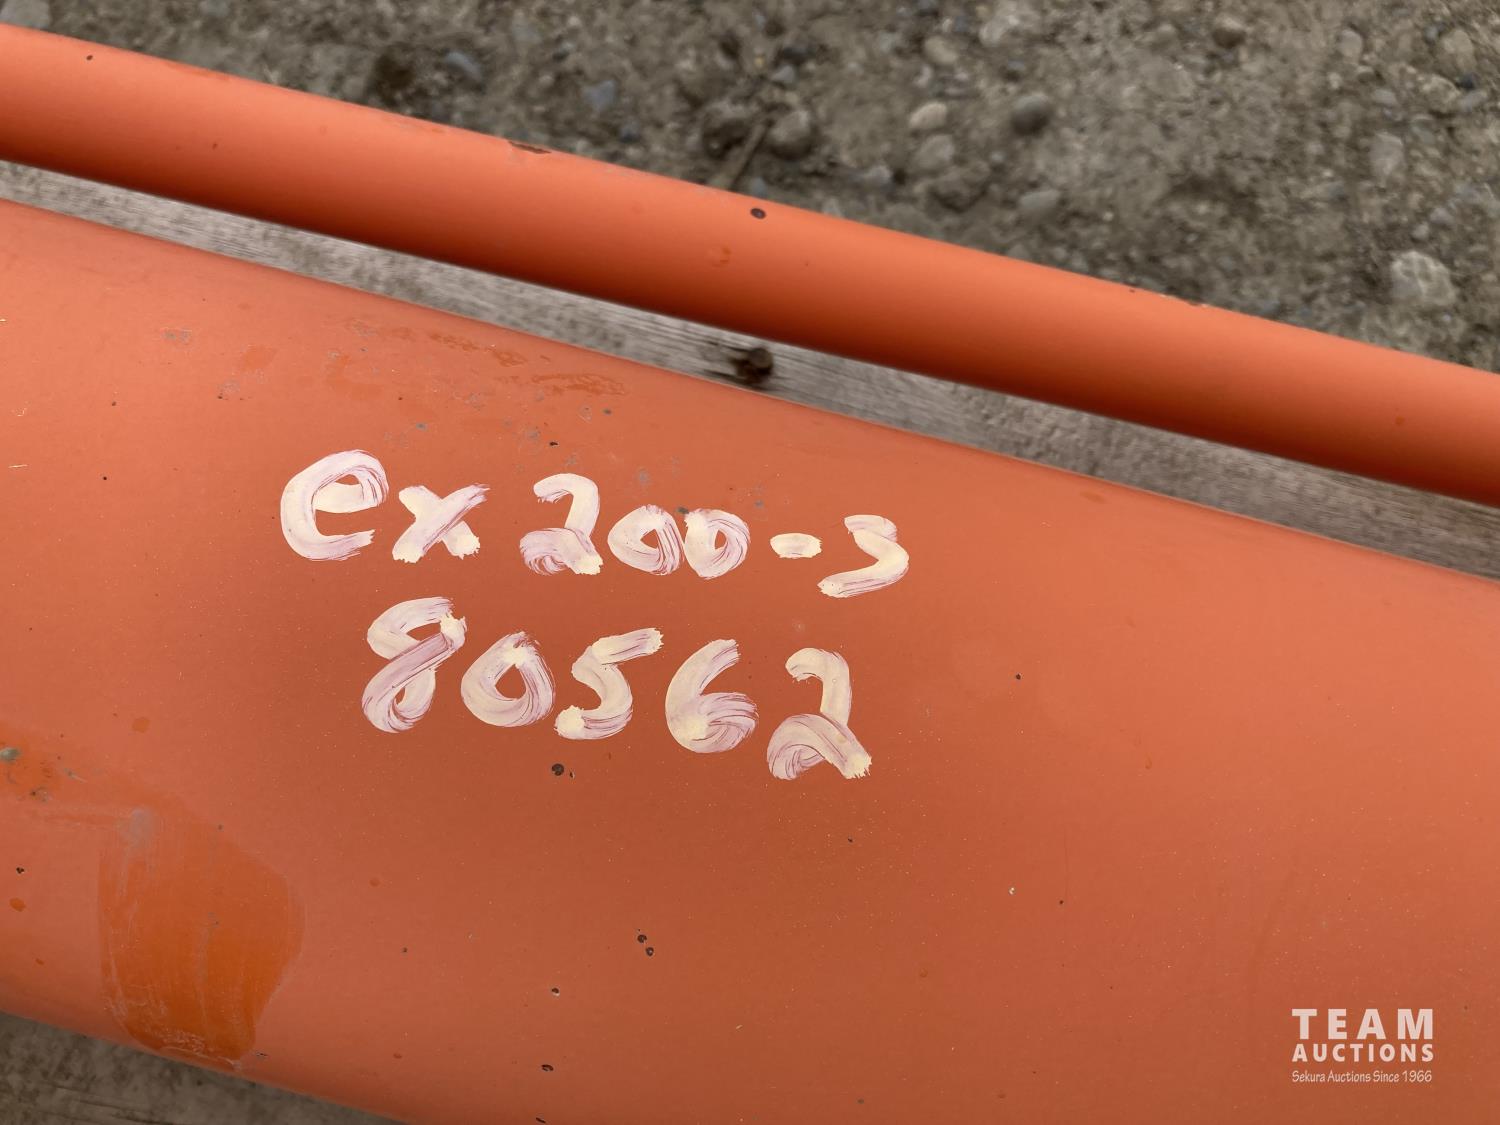 ex 200-3
80562
TEAM
AUCTIONS
Sekura Auctions Since 1966